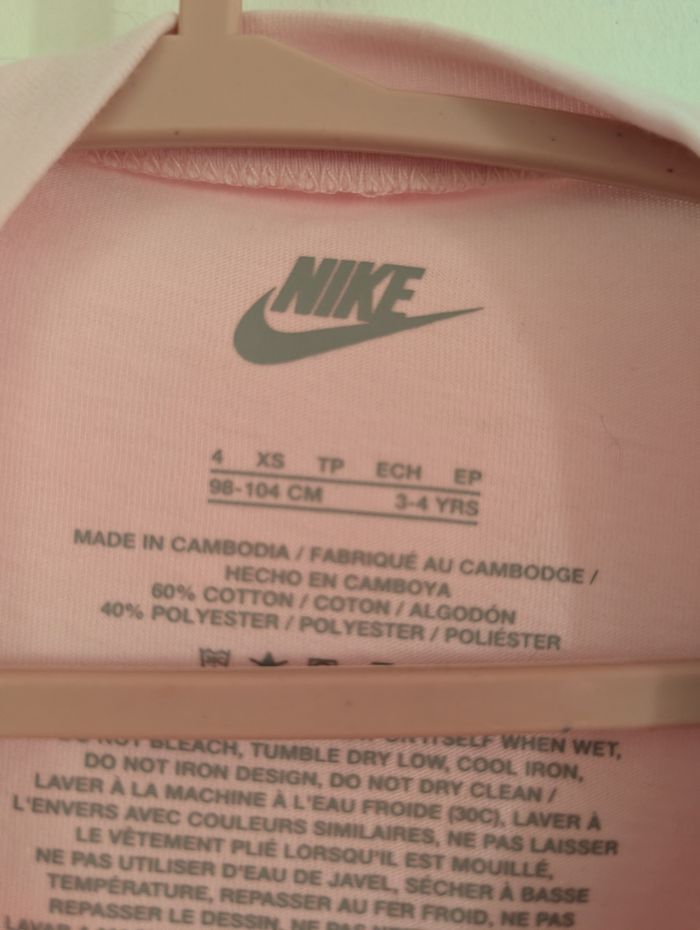 NIKE
4 XS TP ECH EP
98-104 CM 3-4 YRS
MADE IN CAMBODIA / FABRIQUÉ AU CAMBODGE /
HECHO EN CAMBOYA
60% COTTON / COTON / ALGODÓN
40% POLYESTER / POLYESTER / POLIÉSTER
NOT BLEACH, TUMBLE DRY LOW, COOL IRON,
DO NOT IRON DESIGN, DO NOT DRY CLEAN /
LAVER À LA MACHINE À L'EAU FROIDE (30C), LAVER À
L'ENVERS AVEC COULEURS SIMILAIRES, NE PAS LAISSER
LE VÊTEMENT PLIÉ LORSQU'IL EST MOUILLÉ,
NE PAS UTILISER D'EAU DE JAVEL, SÉCHER À BASSE
TEMPÉRATURE, REPASSER AU FER FROID, NE PAS
REPASSER LE DESSIN, NE PAS